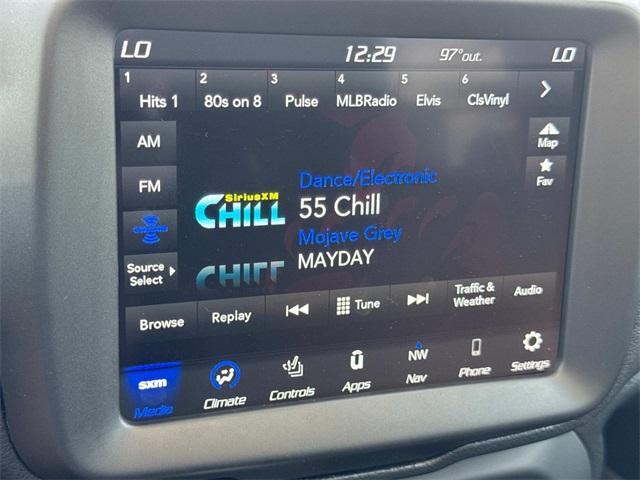 LO 12:29 97°out. LO
1 Hits 1 2 80s on 8 3 Pulse 4 MLBRadio 5 Elvis 6 ClsVinyl
AM
Map
FM
Fav
SiriusXM
CHILL
Dance/Electronic
55 Chill
Mojave Grey
MAYDAY
CHILL
Source
Select
Browse Replay Tune Traffic &
Weather Audio
sxm
Media Climate Controls Apps NW
Nav Phone Settings